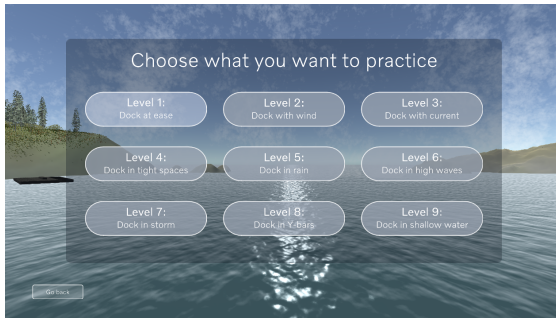 Choose what you want to practice
Level 1:
Dock at ease
Level 2:
Dock with wind
Level 3:
Dock with current
Level 4:
Dock in tight spaces
Level 5:
Dock in rain
Level 6:
Dock in high waves
Level 7:
Dock in storm
Level 8:
Dock in Y-bars
Level 9:
Dock in shallow water
Go back